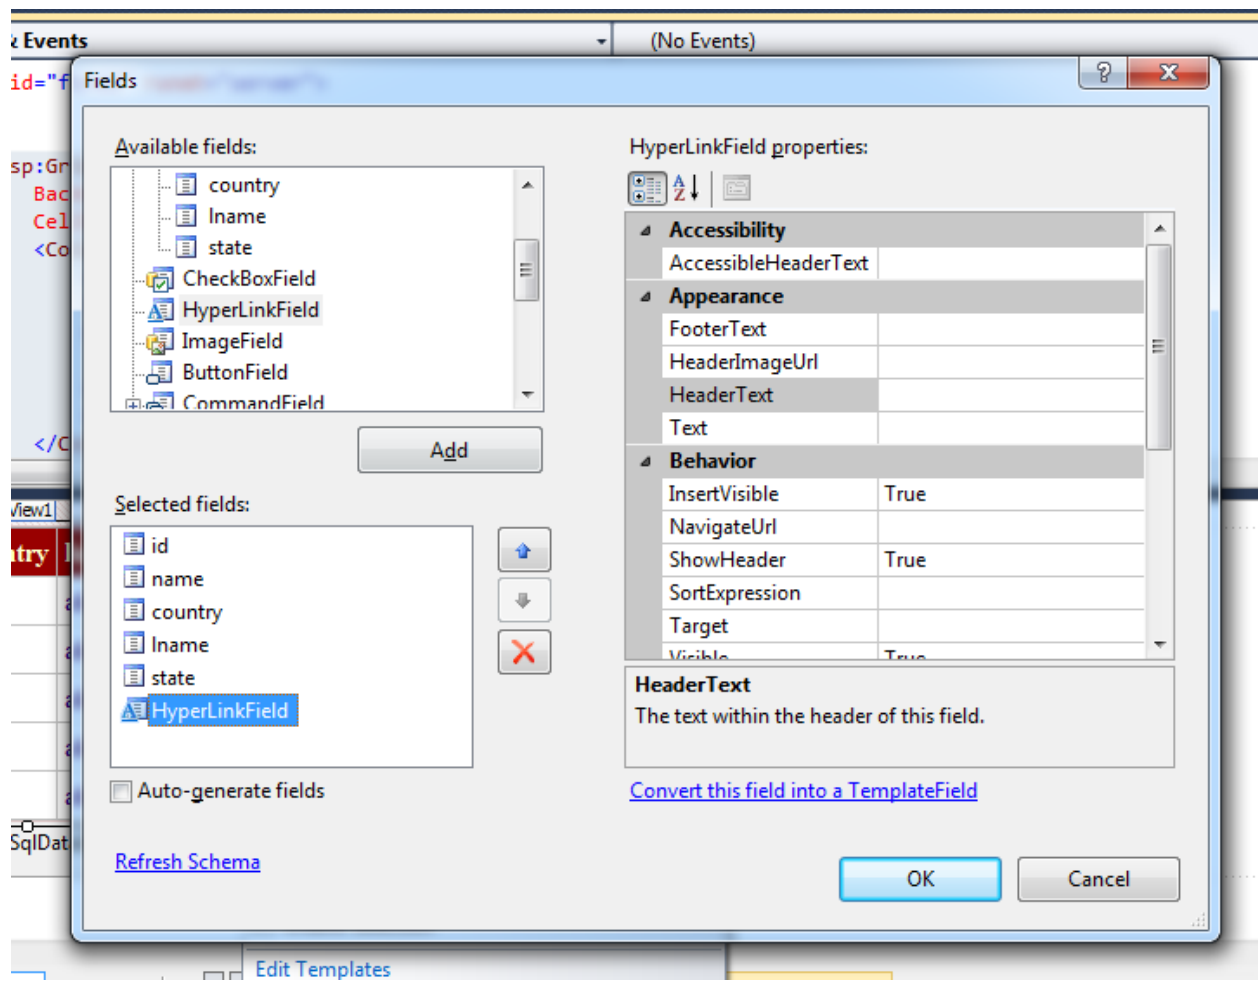 & Events
(No Events)
id="f
Fields
sp:Gr
Bac
Cel
<Co
</C
View1
try
SqlDat
Available fields:
country
lname
state
CheckBoxField
HyperLinkField
ImageField
ButtonField
CommandField
Add
Selected fields:
id
name
country
lname
state
HyperLinkField
Auto-generate fields
Refresh Schema
HyperLinkField properties:
Accessibility
AccessibleHeaderText
Appearance
FooterText
HeaderImageUrl
HeaderText
Text
Behavior
InsertVisible True
NavigateUrl
ShowHeader True
SortExpression
Target
Visible True
HeaderText
The text within the header of this field.
Convert this field into a TemplateField
OK
Cancel
Edit Templates